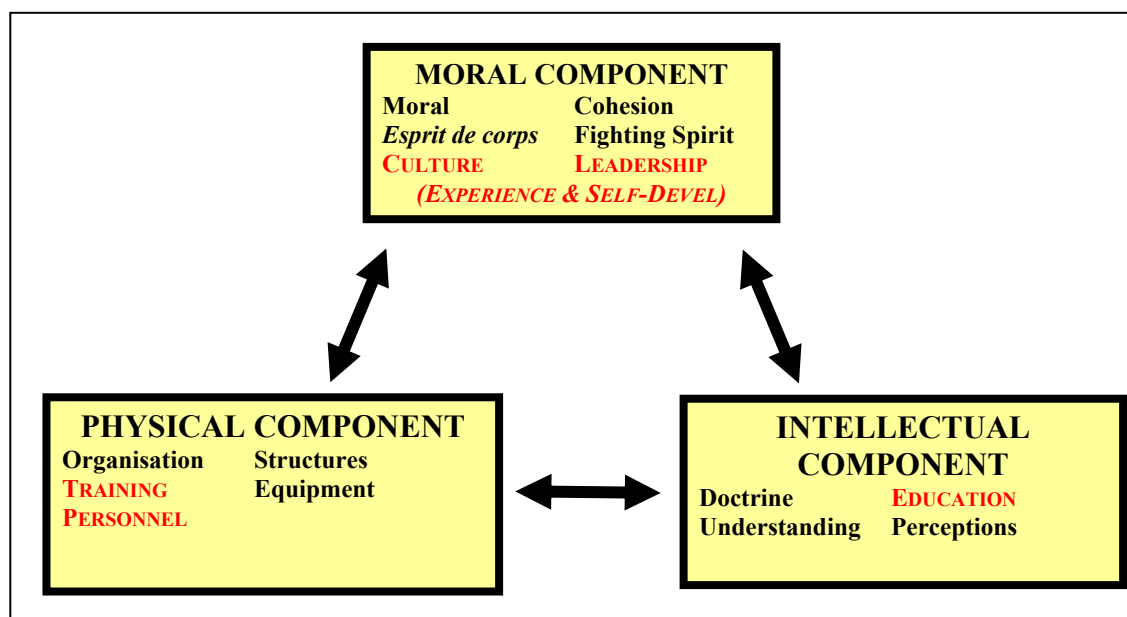 MORAL COMPONENT
Moral Cohesion
Esprit de corps Fighting Spirit
CULTURE LEADERSHIP
(EXPERIENCE & SELF-DEVEL)
PHYSICAL COMPONENT
Organisation Structures
TRAINING Equipment
PERSONNEL
INTELLECTUAL
COMPONENT
Doctrine EDUCATION
Understanding Perceptions